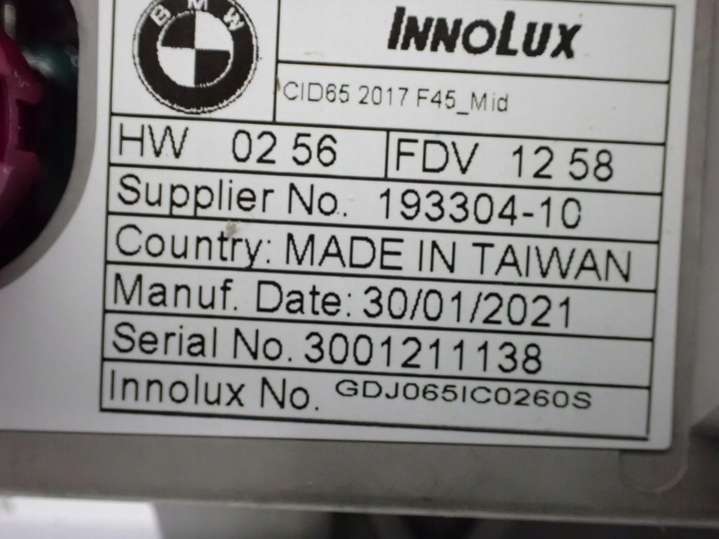 BMW
INNOLUX
CID65 2017 F45_Mid
HW 02 56 FDV 12 58
Supplier No. 193304-10
Country: MADE IN TAIWAN
Manuf. Date: 30/01/2021
Serial No. 3001211138
Innolux No. GDJ065IC0260S